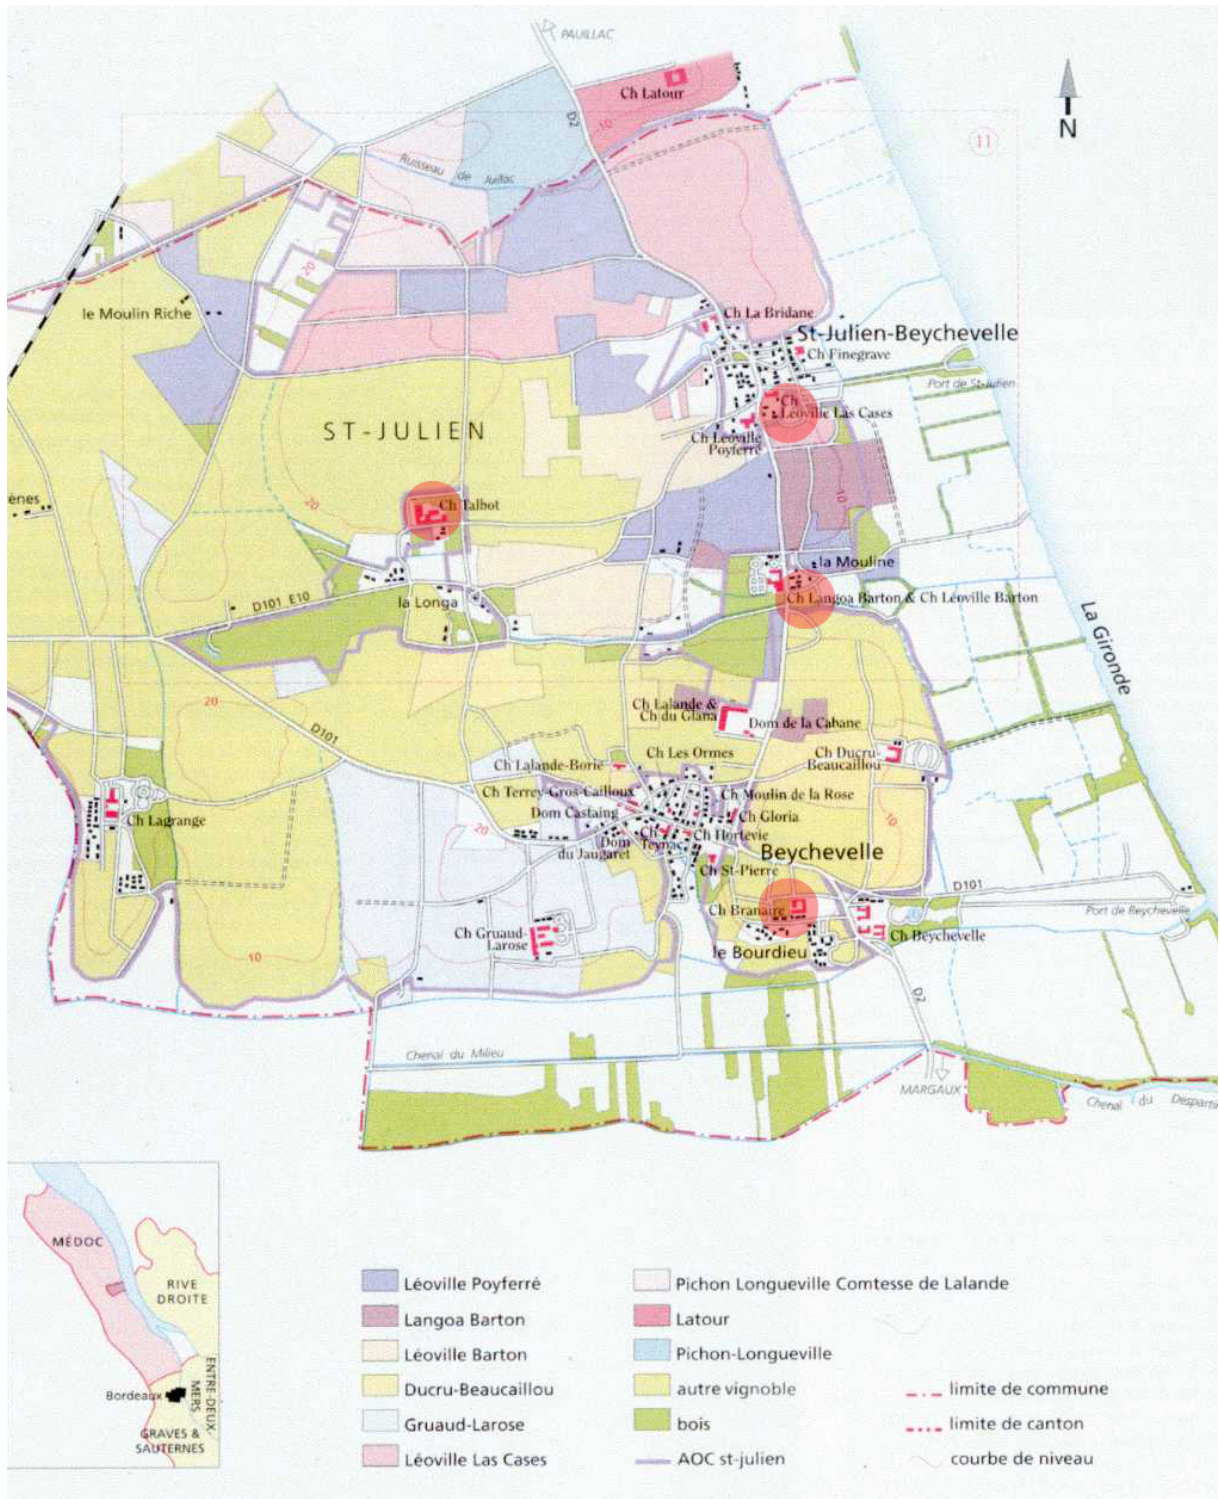 PAUILLAC
Ch Latour
N
D2
10
11
Ruisseau de Juillac
20
le Moulin Riche
Ch La Bridane
St-Julien-Beychevelle
Ch Finegrave
Port de St-Julien
ST-JULIEN
Ch
Léoville Las Cases
Ch Léoville
Poyferré
ènes
20
Ch Talbot
10
la Mouline
D101 E10
la Longa
Ch Langoa Barton & Ch Léoville Barton
La Gironde
20
D101
Ch Lalande &
Ch du Glana
Dom de la Cabane
Ch Les Ormes
Ch Ducru-
Beaucaillou
Ch Lalande-Borie
Ch Terrey-Gros-Cailloux
Ch Moulin de la Rose
Dom Castaing
Ch Gloria
Ch Lagrange
20
10
Dom
du Jaugaret
Ch
Teynac
Ch Hortevie
Beychevelle
Ch St-Pierre
D101
Ch Branaire
Port de Beychevelle
Ch Gruaud-
Larose
Ch Beychevelle
10
le Bourdieu
D2
Chenal du Milieu
MARGAUX
Chenal du Despartin
MÉDOC
RIVE
DROITE
Bordeaux
ENTRE-DEUX-
MERS
GRAVES &
SAUTERNES
Léoville Poyferré
Langoa Barton
Léoville Barton
Ducru-Beaucaillou
Gruaud-Larose
Léoville Las Cases
Pichon Longueville Comtesse de Lalande
Latour
Pichon-Longueville
autre vignoble
bois
AOC st-julien
limite de commune
limite de canton
courbe de niveau